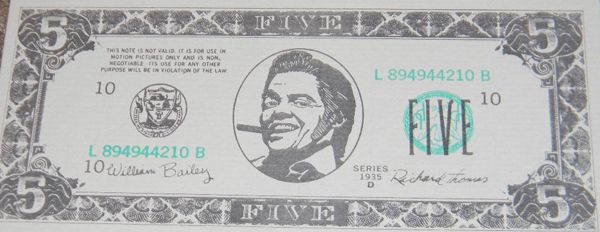 5 FIVE 5
THIS NOTE IS NOT VALID. IT IS FOR USE IN
MOTION PICTURES ONLY AND IS NON,
NEGOTIABLE. ITS USE FOR ANY OTHER
PURPOSE WILL BE IN VIOLATION OF THE LAW.
L 894944210 B
10
10
FIVE
L 894944210 B
10 William Bailey
SERIES
1935
D
Richard Thomas
5 FIVE 5